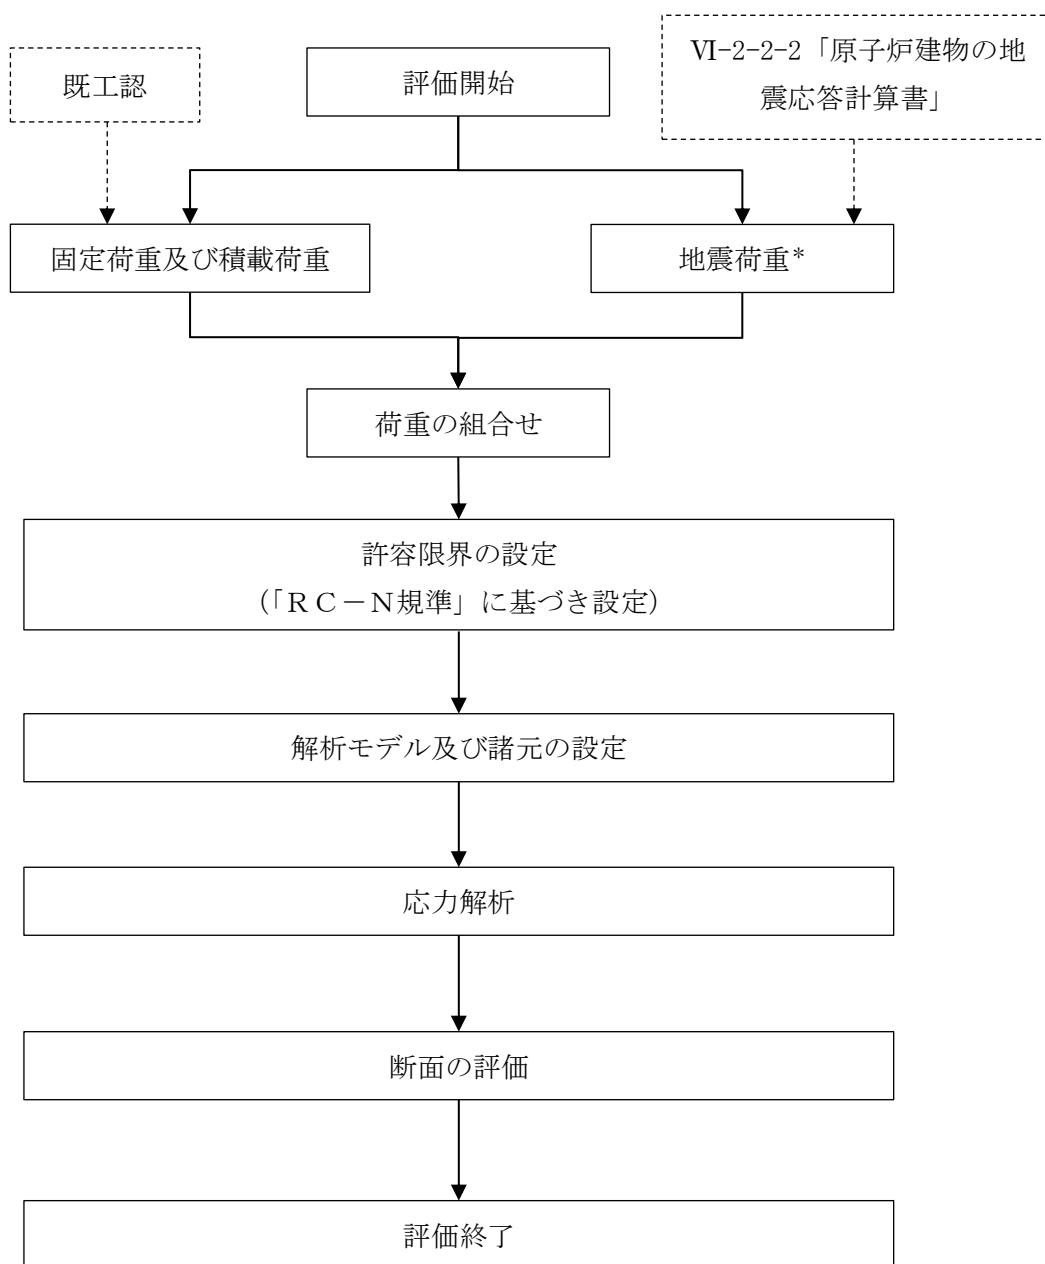 既工認
評価開始
Ⅵ-2-2-2「原子炉建物の地
震応答計算書」
固定荷重及び積載荷重
地震荷重*
荷重の組合せ
許容限界の設定
（「ＲＣ－Ｎ規準」に基づき設定）
解析モデル及び諸元の設定
応力解析
断面の評価
評価終了